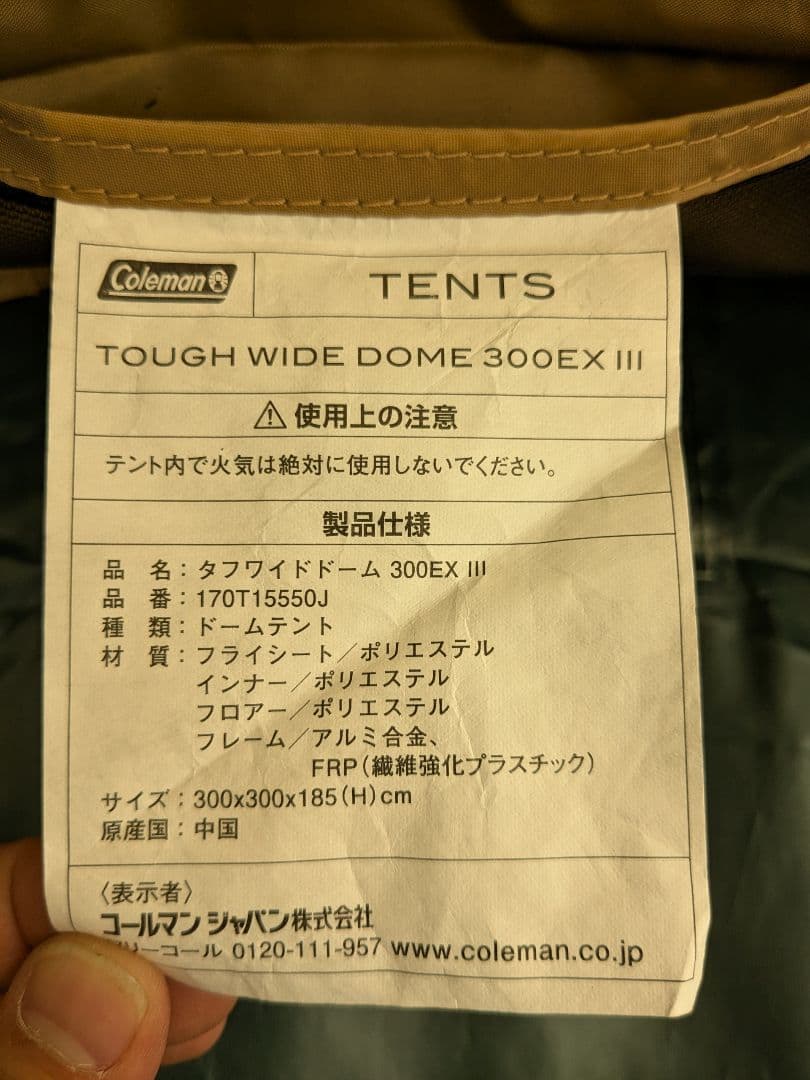 Coleman
TENTS
TOUGH WIDE DOME 300EX III
⚠使用上の注意
テント内で火気は絶対に使用しないでください。
製品仕様
品 名：タフワイドドーム 300EX III
品 番：170T15550J
種 類：ドームテント
材 質：フライシート／ポリエステル
インナー／ポリエステル
フロアー／ポリエステル
フレーム／アルミ合金、
FRP（繊維強化プラスチック）
サイズ：300x300x185（H）cm
原産国：中国
〈表示者〉
コールマン ジャパン株式会社
リーコール 0120-111-957 www.coleman.co.jp